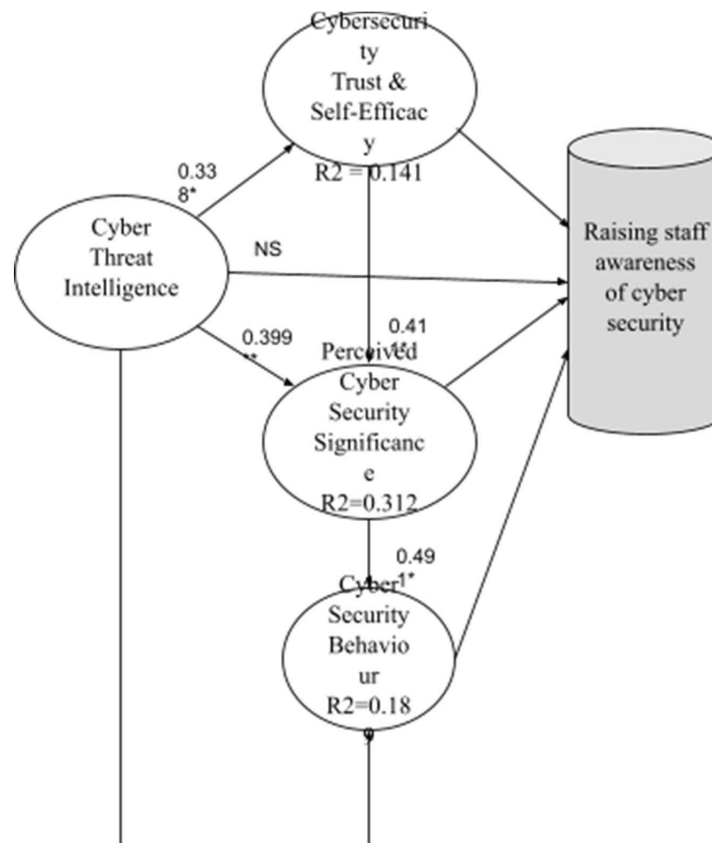 Cybersecuri
ty
Trust &
Self-Efficac
y
R2 = 0.141
0.33
8*
Cyber
Threat
Intelligence
NS
Raising staff
awareness
of cyber
security
0.399
**
0.41
Perceived
Cyber
Security
Significanc
e
R2=0.312
0.49
1*
Cyber
Security
Behavio
ur
R2=0.18